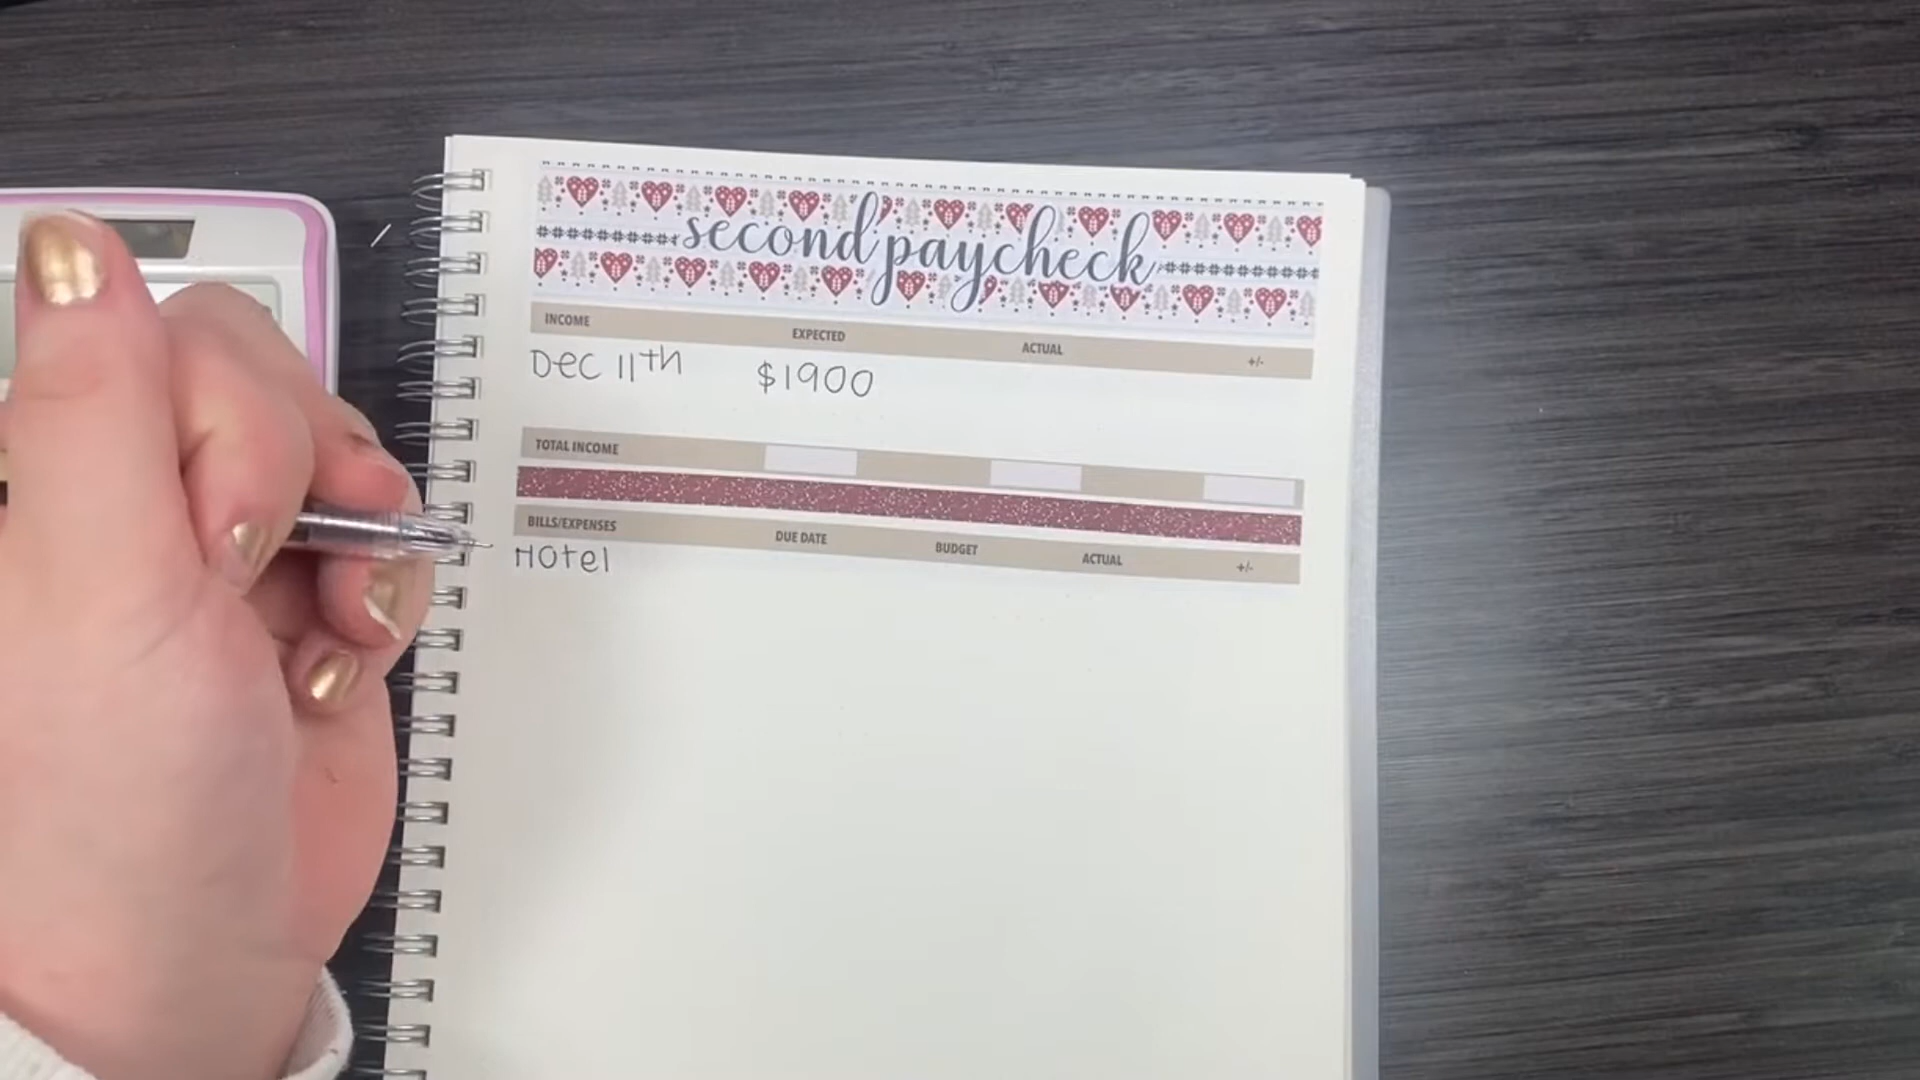 second paycheck
INCOME EXPECTED ACTUAL +/-
Dec 11th $1900
TOTAL INCOME
BILLS/EXPENSES DUE DATE BUDGET ACTUAL +/-
Hotel